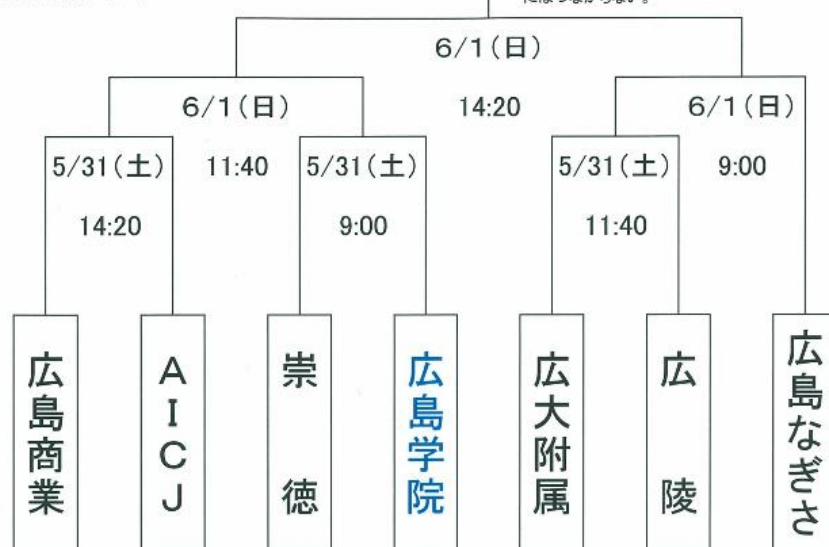 6/1(日)
14:20
6/1(日)
11:40
6/1(日)
9:00
5/31(土)
14:20
5/31(土)
9:00
5/31(土)
11:40
広島商業
AICJ
崇徳
広島学院
広大附属
広陵
広島なぎさ